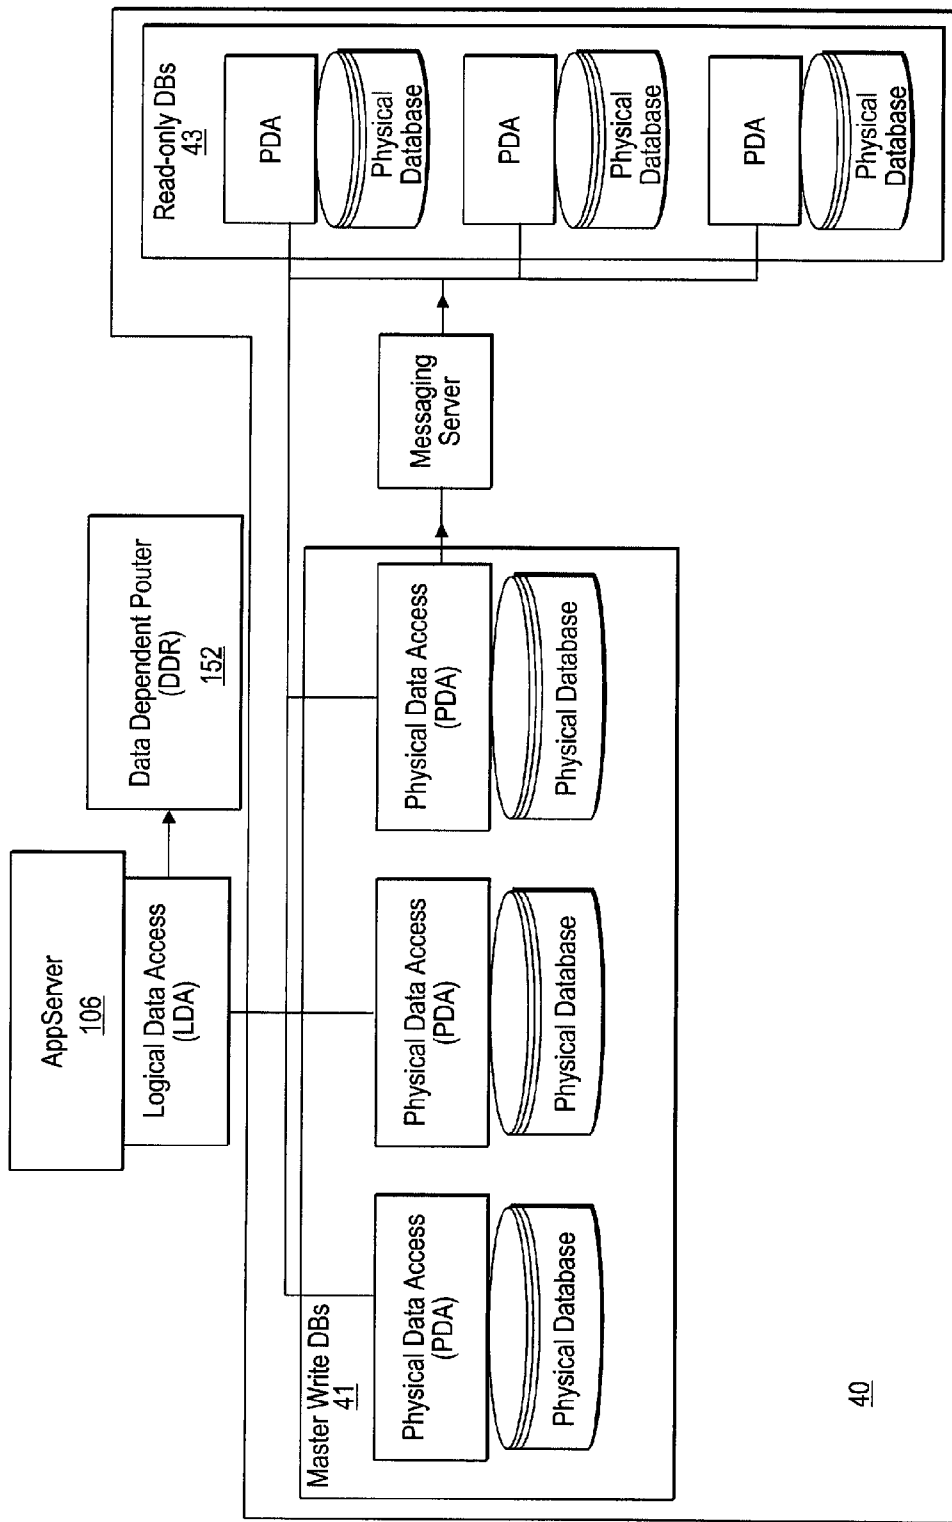 AppServer
106
Logical Data Access
(LDA)
Data Dependent Pouter
(DDR)
152
Master Write DBs
41
Physical Data Access
(PDA)
Physical Database
Physical Data Access
(PDA)
Physical Database
Physical Data Access
(PDA)
Physical Database
Messaging
Server
Read-only DBs
43
PDA
Physical
Database
PDA
Physical
Database
PDA
Physical
Database
40